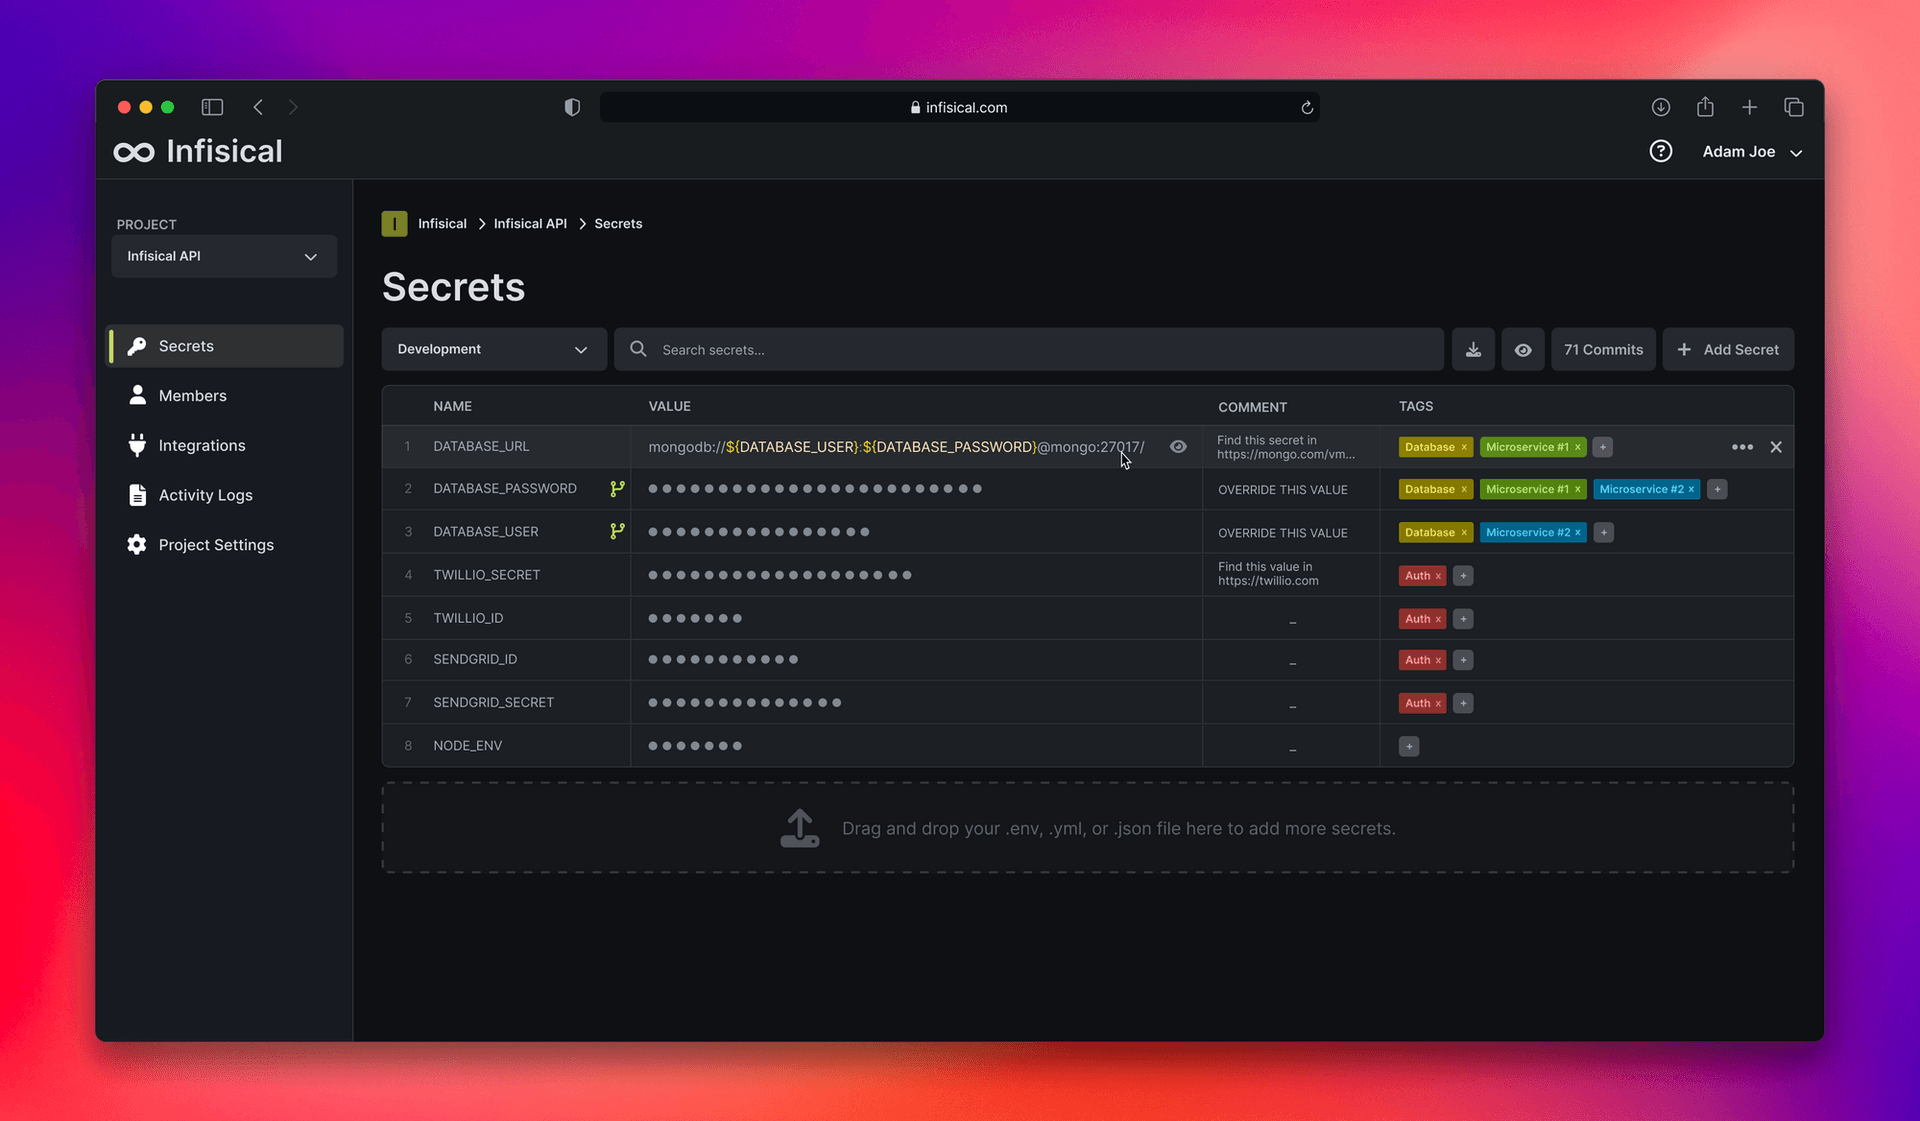 infisical.com
Infisical
Adam Joe
PROJECT
Infisical API
Secrets
Members
Integrations
Activity Logs
Project Settings
I Infisical > Infisical API > Secrets
Secrets
Development
Search secrets...
71 Commits
+ Add Secret
NAME VALUE COMMENT TAGS
1 DATABASE_URL mongodb://${DATABASE_USER}:${DATABASE_PASSWORD}@mongo:27017/ Find this secret in
https://mongo.com/vm... Database x Microservice #1 x +
2 DATABASE_PASSWORD ●●●●●●●●●●●●●●●●●●●●●●●● OVERRIDE THIS VALUE Database x Microservice #1 x Microservice #2 x +
3 DATABASE_USER ●●●●●●●●●●●●●●●● OVERRIDE THIS VALUE Database x Microservice #2 x +
4 TWILLIO_SECRET ●●●●●●●●●●●●●●●●●●● Find this value in
https://twillio.com Auth x +
5 TWILLIO_ID ●●●●●●● _ Auth x +
6 SENDGRID_ID ●●●●●●●●●●● _ Auth x +
7 SENDGRID_SECRET ●●●●●●●●●●●●●● _ Auth x +
8 NODE_ENV ●●●●●●● _ +
Drag and drop your .env, .yml, or .json file here to add more secrets.